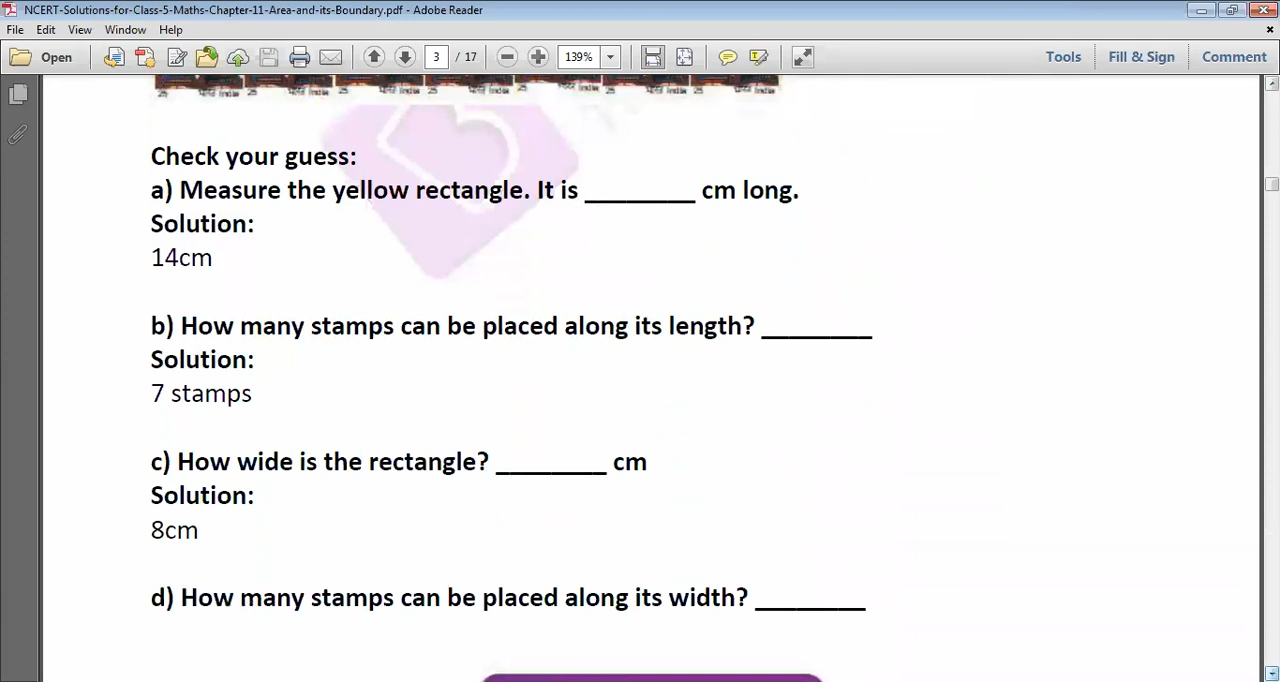 NCERT-Solutions-for-Class-5-Maths-Chapter-11-Area-and-its-Boundary.pdf - Adobe Reader
File Edit View Window Help
Open 3 / 17 139% Tools Fill & Sign Comment
Check your guess:
a) Measure the yellow rectangle. It is ________ cm long.
Solution:
14cm
b) How many stamps can be placed along its length? ________
Solution:
7 stamps
c) How wide is the rectangle? ________ cm
Solution:
8cm
d) How many stamps can be placed along its width? ________